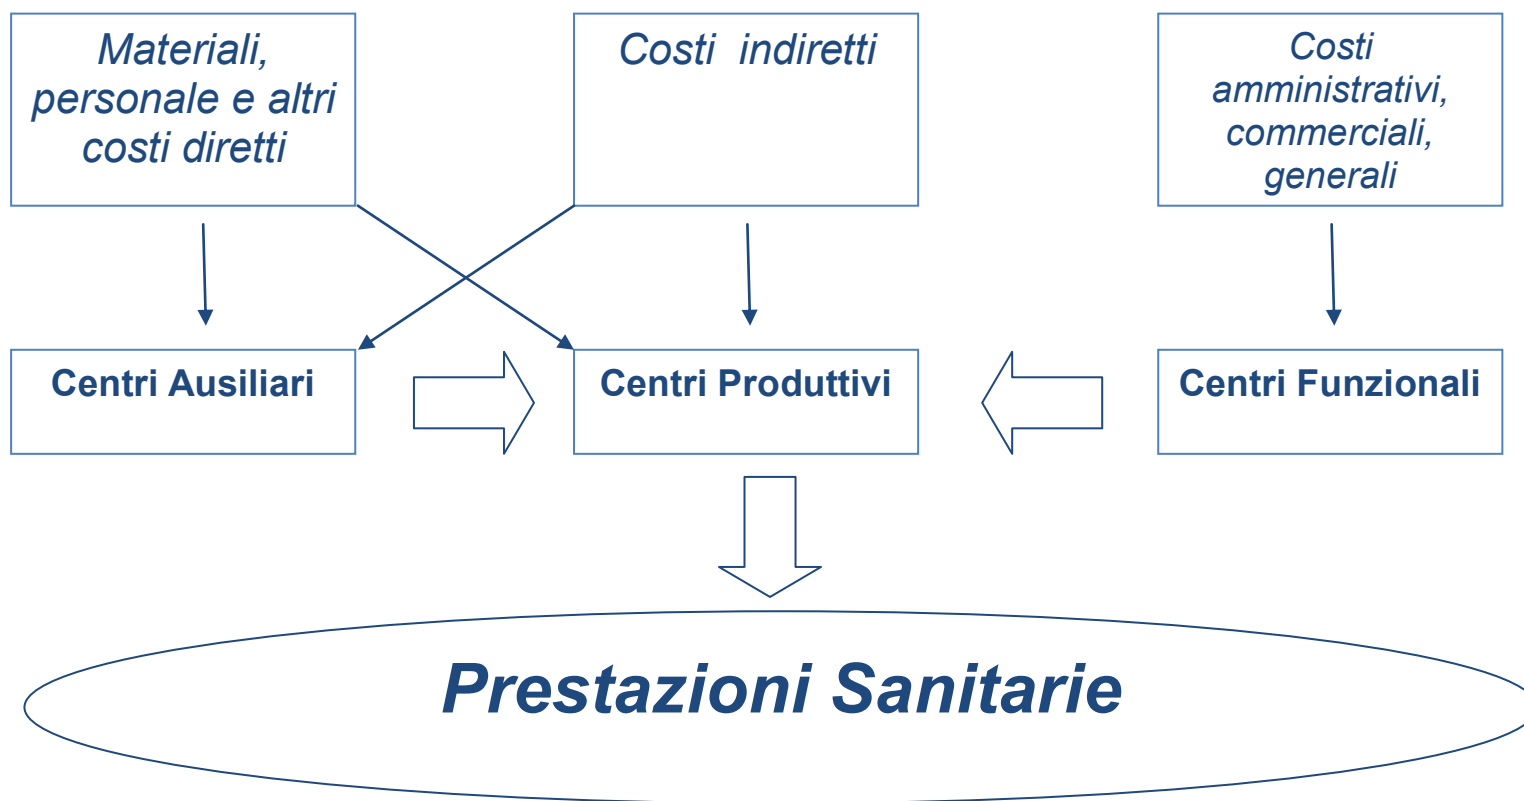 Materiali,
personale e altri
costi diretti
Costi indiretti
Costi
amministrativi,
commerciali,
generali
Centri Ausiliari
Centri Produttivi
Centri Funzionali
Prestazioni Sanitarie